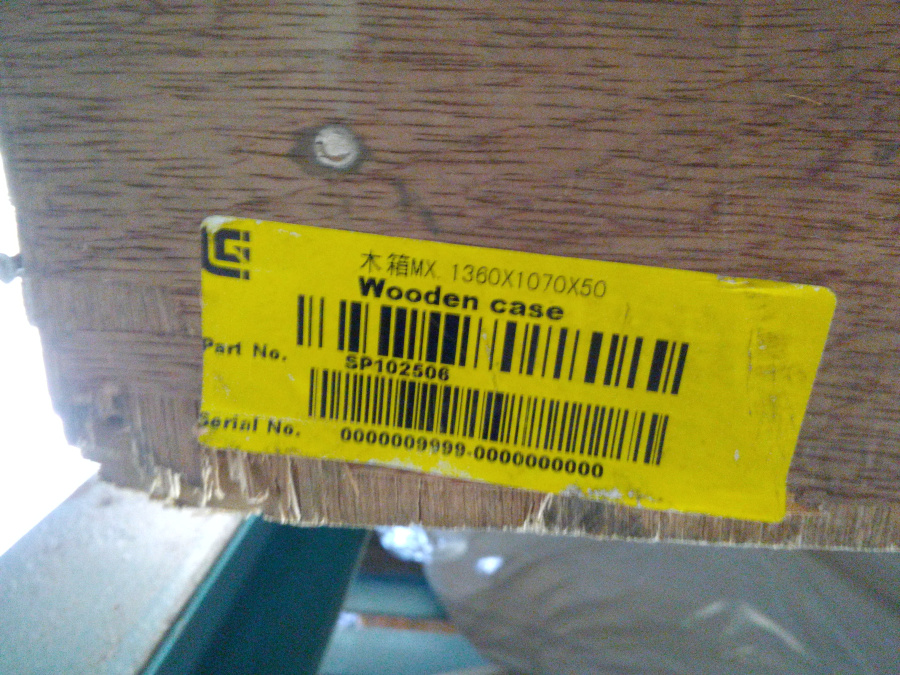 木箱MX. 1360X1070X50
Wooden case
Part No.
SP102506
Serial No.
0000009999-0000000000